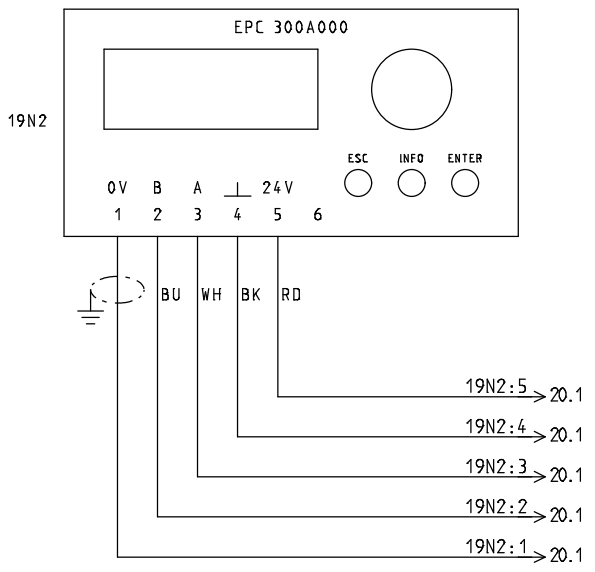 EPC 300A000
19N2
ESC INFO ENTER
0V B A 24V
1 2 3 4 5 6
BU WH BK RD
19N2:5 20.1
19N2:4 20.1
19N2:3 20.1
19N2:2 20.1
19N2:1 20.1